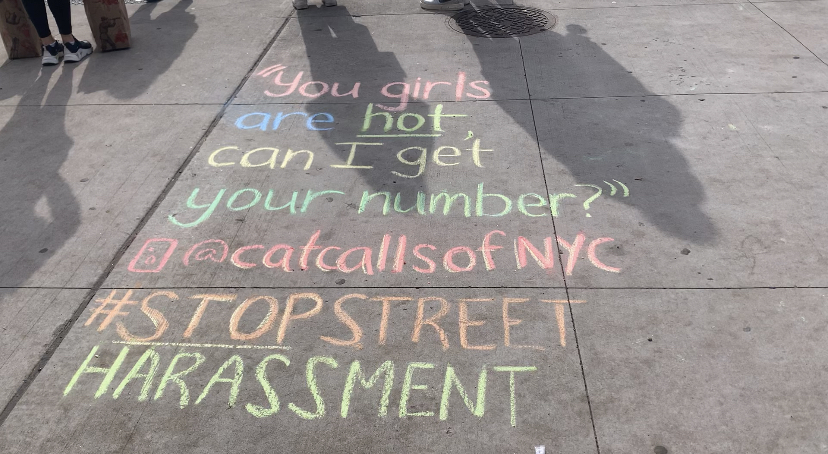 "You girls
are hot,
can I get
your number?"
@catcallsofNYC
#STOPSTREET
HARASSMENT